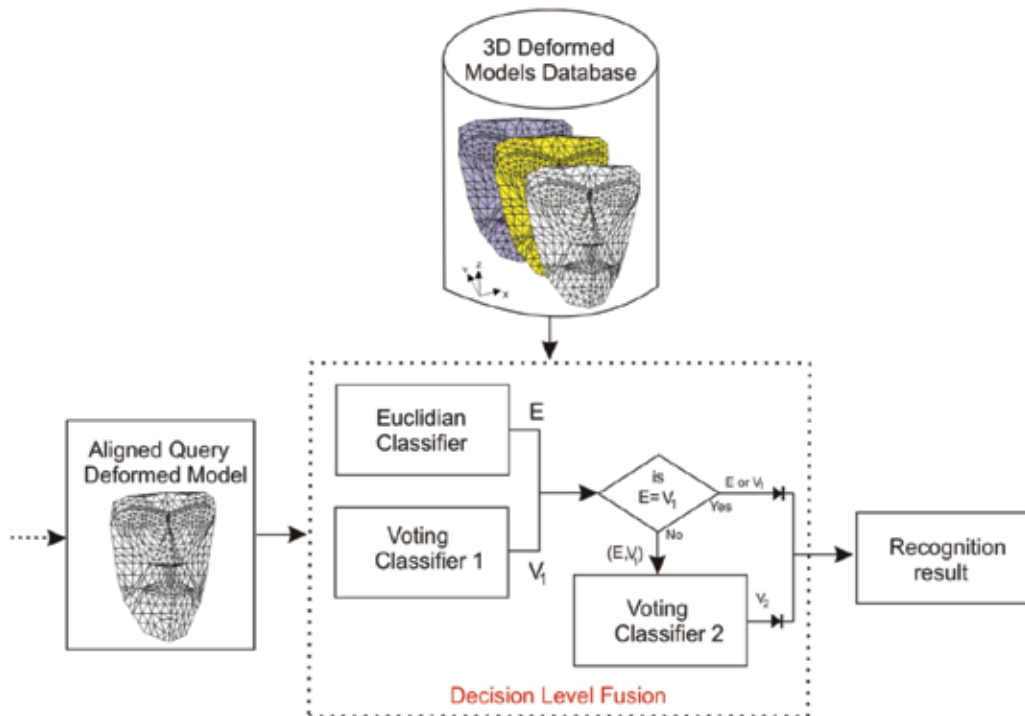 3D Deformed
Models Database
Y
Z
X
Aligned Query
Deformed Model
Euclidian
Classifier
E
Voting
Classifier 1
V1
is
E=V1
E or V1
Yes
No
(E,V1)
Voting
Classifier 2
V2
Recognition
result
Decision Level Fusion